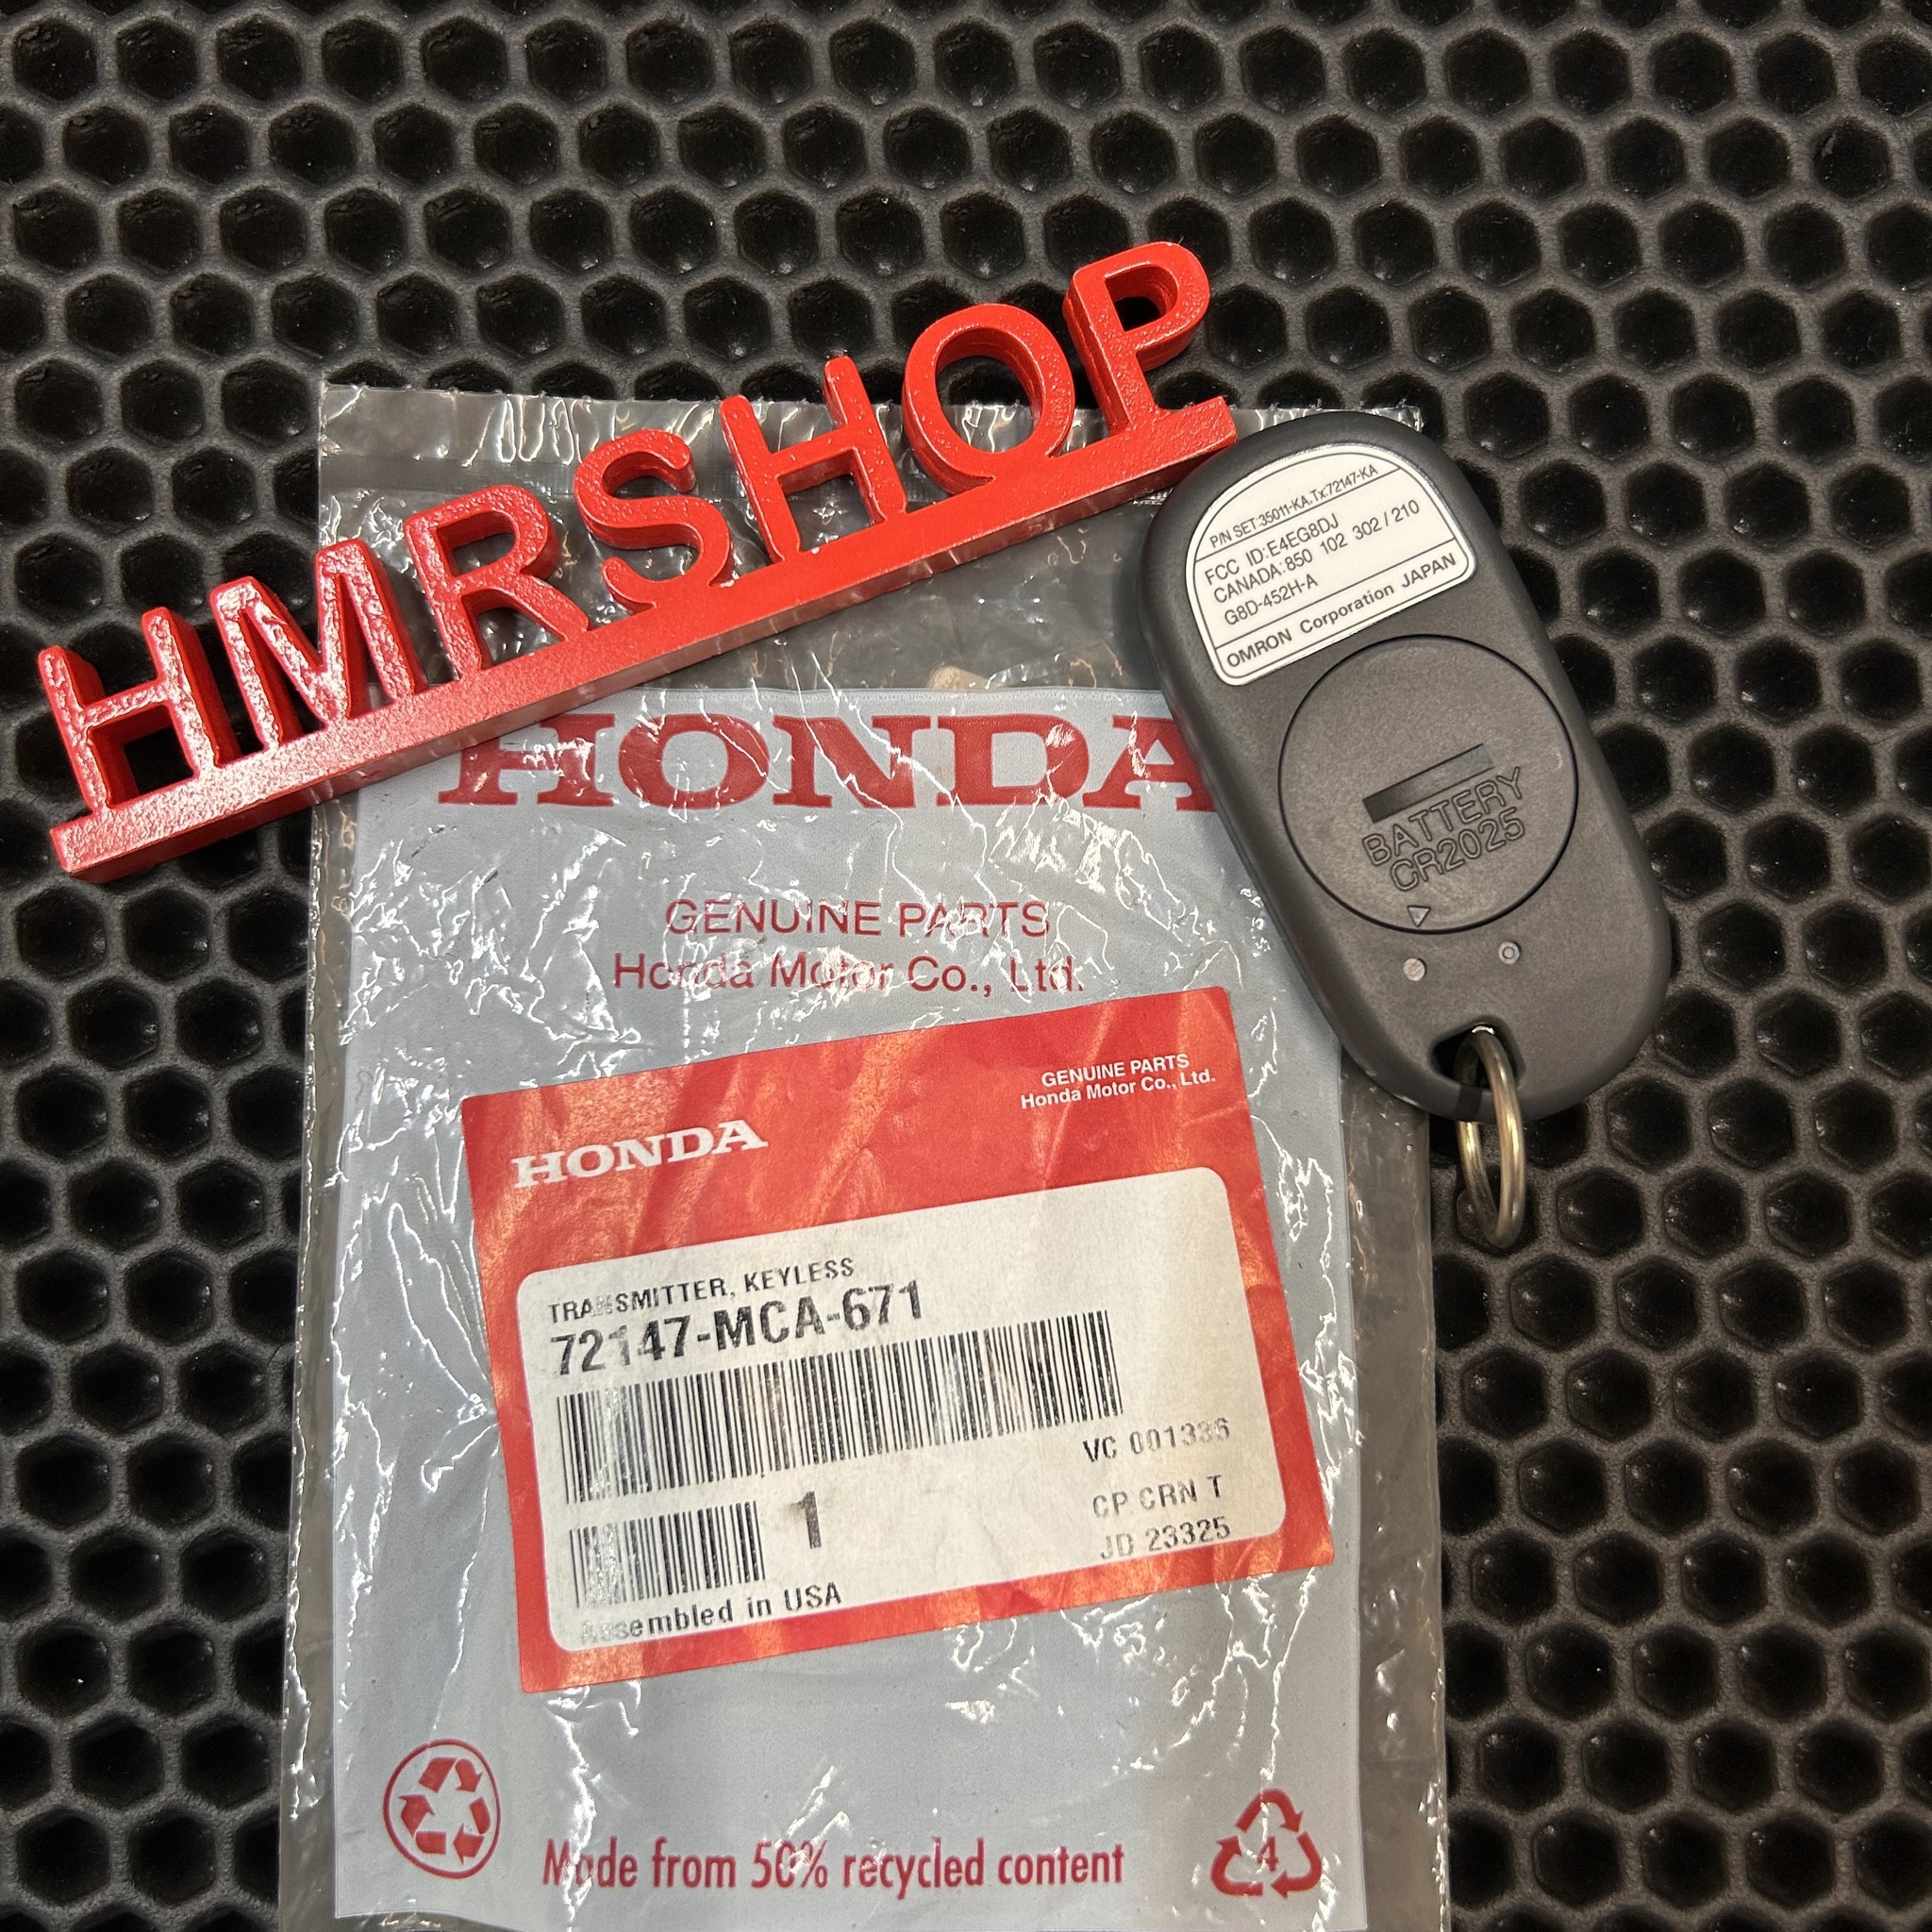 HMRSHOP
P/N SET:35011-KA,Tx:72147-KA
FCC ID:E4EG8DJ
CANADA:850 102 302 / 210
G8D-452H-A
OMRON Corporation JAPAN
BATTERY
CR2025
HONDA
GENUINE PARTS
Honda Motor Co., Ltd.
GENUINE PARTS
Honda Motor Co., Ltd.
HONDA
TRANSMITTER, KEYLESS
72147-MCA-671
VC 001336
1
CP CRN T
JD 23325
Assembled in USA
Made from 50% recycled content
4